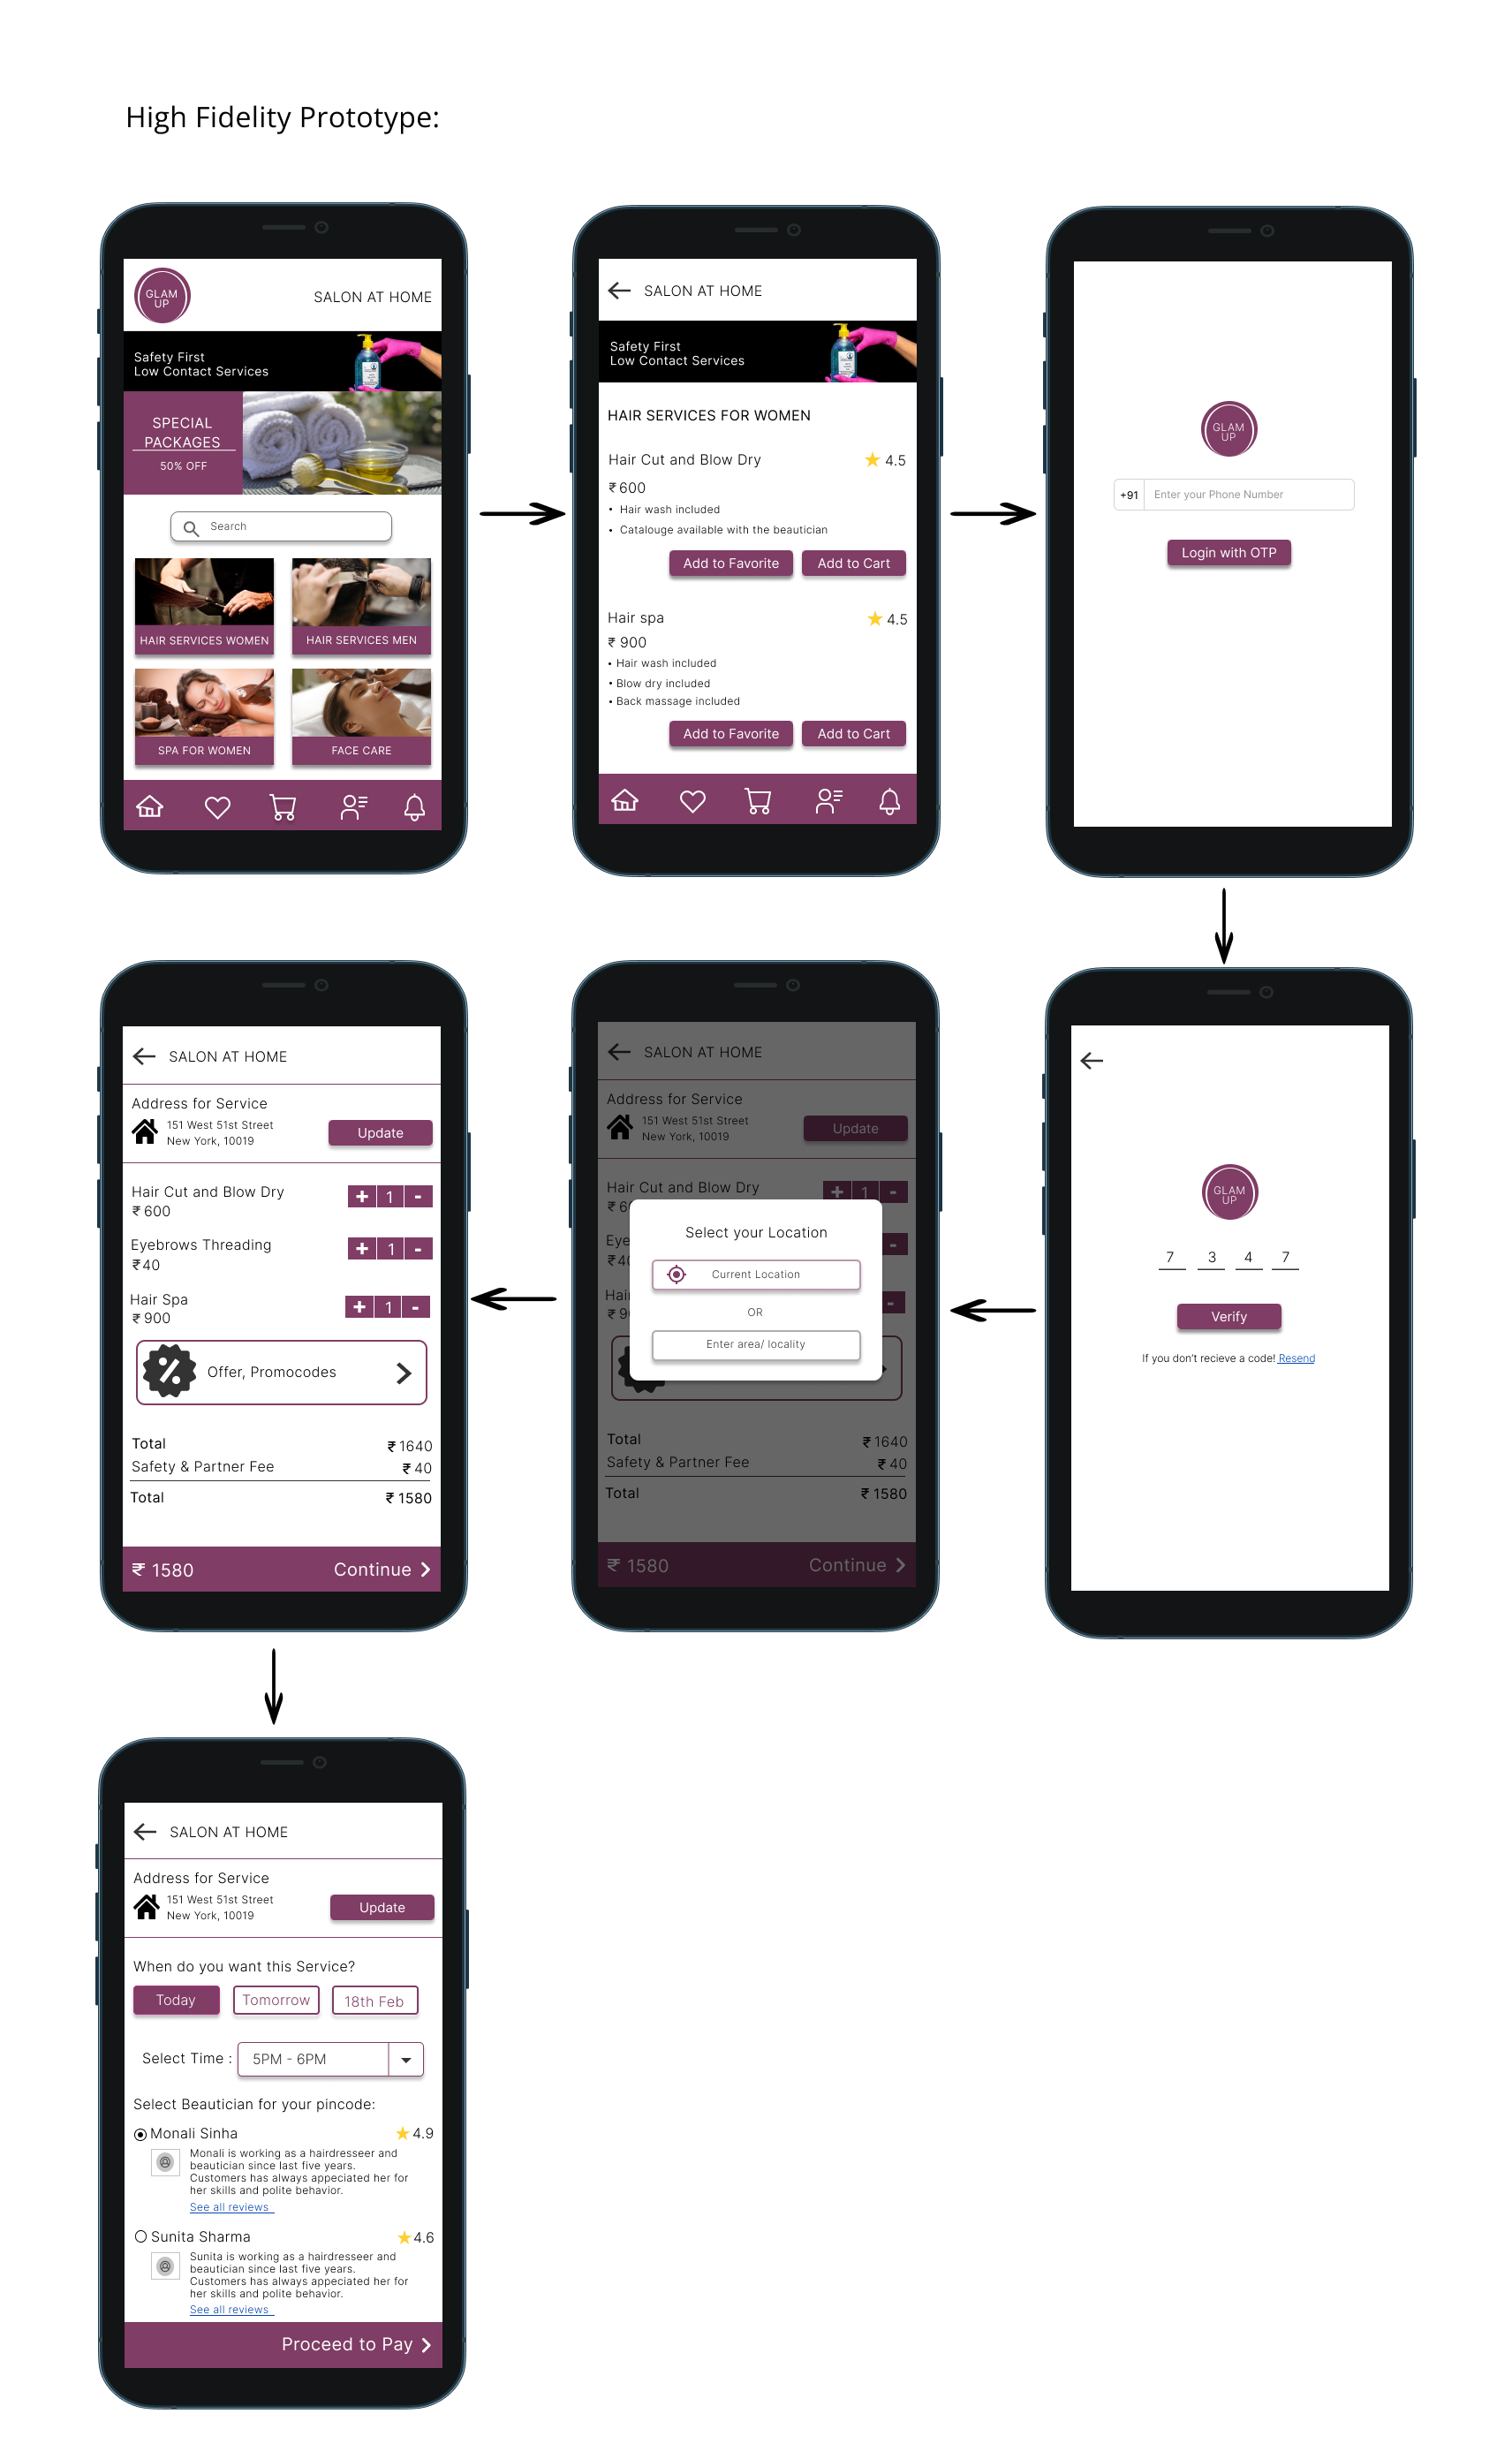 High Fidelity Prototype:
GLAM
UP
SALON AT HOME
Safety First
Low Contact Services
SPECIAL
PACKAGES
50% OFF
Search
HAIR SERVICES WOMEN
HAIR SERVICES MEN
SPA FOR WOMEN
FACE CARE
SALON AT HOME
Safety First
Low Contact Services
HAIR SERVICES FOR WOMEN
Hair Cut and Blow Dry
4.5
₹ 600
• Hair wash included
• Catalouge available with the beautician
Add to Favorite
Add to Cart
Hair spa
4.5
₹ 900
• Hair wash included
• Blow dry included
• Back massage included
Add to Favorite
Add to Cart
GLAM
UP
+91
Enter your Phone Number
Login with OTP
GLAM
UP
7 3 4 7
Verify
If you don't recieve a code! Resend
SALON AT HOME
Address for Service
151 West 51st Street
New York, 10019
Update
Hair Cut and Blow Dry
+ 1 -
₹ 6
Eye
-
₹4
Hai
-
₹ 9
Select your Location
Current Location
OR
Enter area/ locality
Total
₹ 1640
Safety & Partner Fee
₹ 40
Total
₹ 1580
₹ 1580
Continue
SALON AT HOME
Address for Service
151 West 51st Street
New York, 10019
Update
Hair Cut and Blow Dry
+ 1 -
₹ 600
Eyebrows Threading
+ 1 -
₹40
Hair Spa
+ 1 -
₹ 900
% Offer, Promocodes
Total
₹ 1640
Safety & Partner Fee
₹ 40
Total
₹ 1580
₹ 1580
Continue
SALON AT HOME
Address for Service
151 West 51st Street
New York, 10019
Update
When do you want this Service?
Today
Tomorrow
18th Feb
Select Time :
5PM - 6PM
Select Beautician for your pincode:
Monali Sinha
4.9
Monali is working as a hairdresseer and
beautician since last five years.
Customers has always appeciated her for
her skills and polite behavior.
See all reviews
Sunita Sharma
4.6
Sunita is working as a hairdresseer and
beautician since last five years.
Customers has always appeciated her for
her skills and polite behavior.
See all reviews
Proceed to Pay